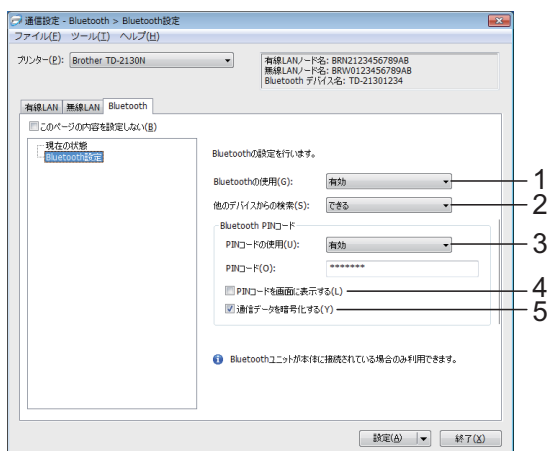 通信設定 - Bluetooth > Bluetooth設定
ファイル(F) ツール(T) ヘルプ(H)
プリンター(P): Brother TD-2130N
有線LANノード名: BRN2123456789AB
無線LANノード名: BRW0123456789AB
Bluetooth デバイス名: TD-21301234
有線LAN 無線LAN Bluetooth
このページの内容を設定しない(B)
現在の状態
Bluetooth設定
Bluetoothの設定を行います。
Bluetoothの使用(G): 有効 1
他のデバイスからの検索(S): できる 2
Bluetooth PINコード
PINコードの使用(U): 有効 3
PINコード(O): *******
PINコードを画面に表示する(L) 4
通信データを暗号化する(Y) 5
Bluetoothユニットが本体に接続されている場合のみ利用できます。
設定(A) 終了(X)